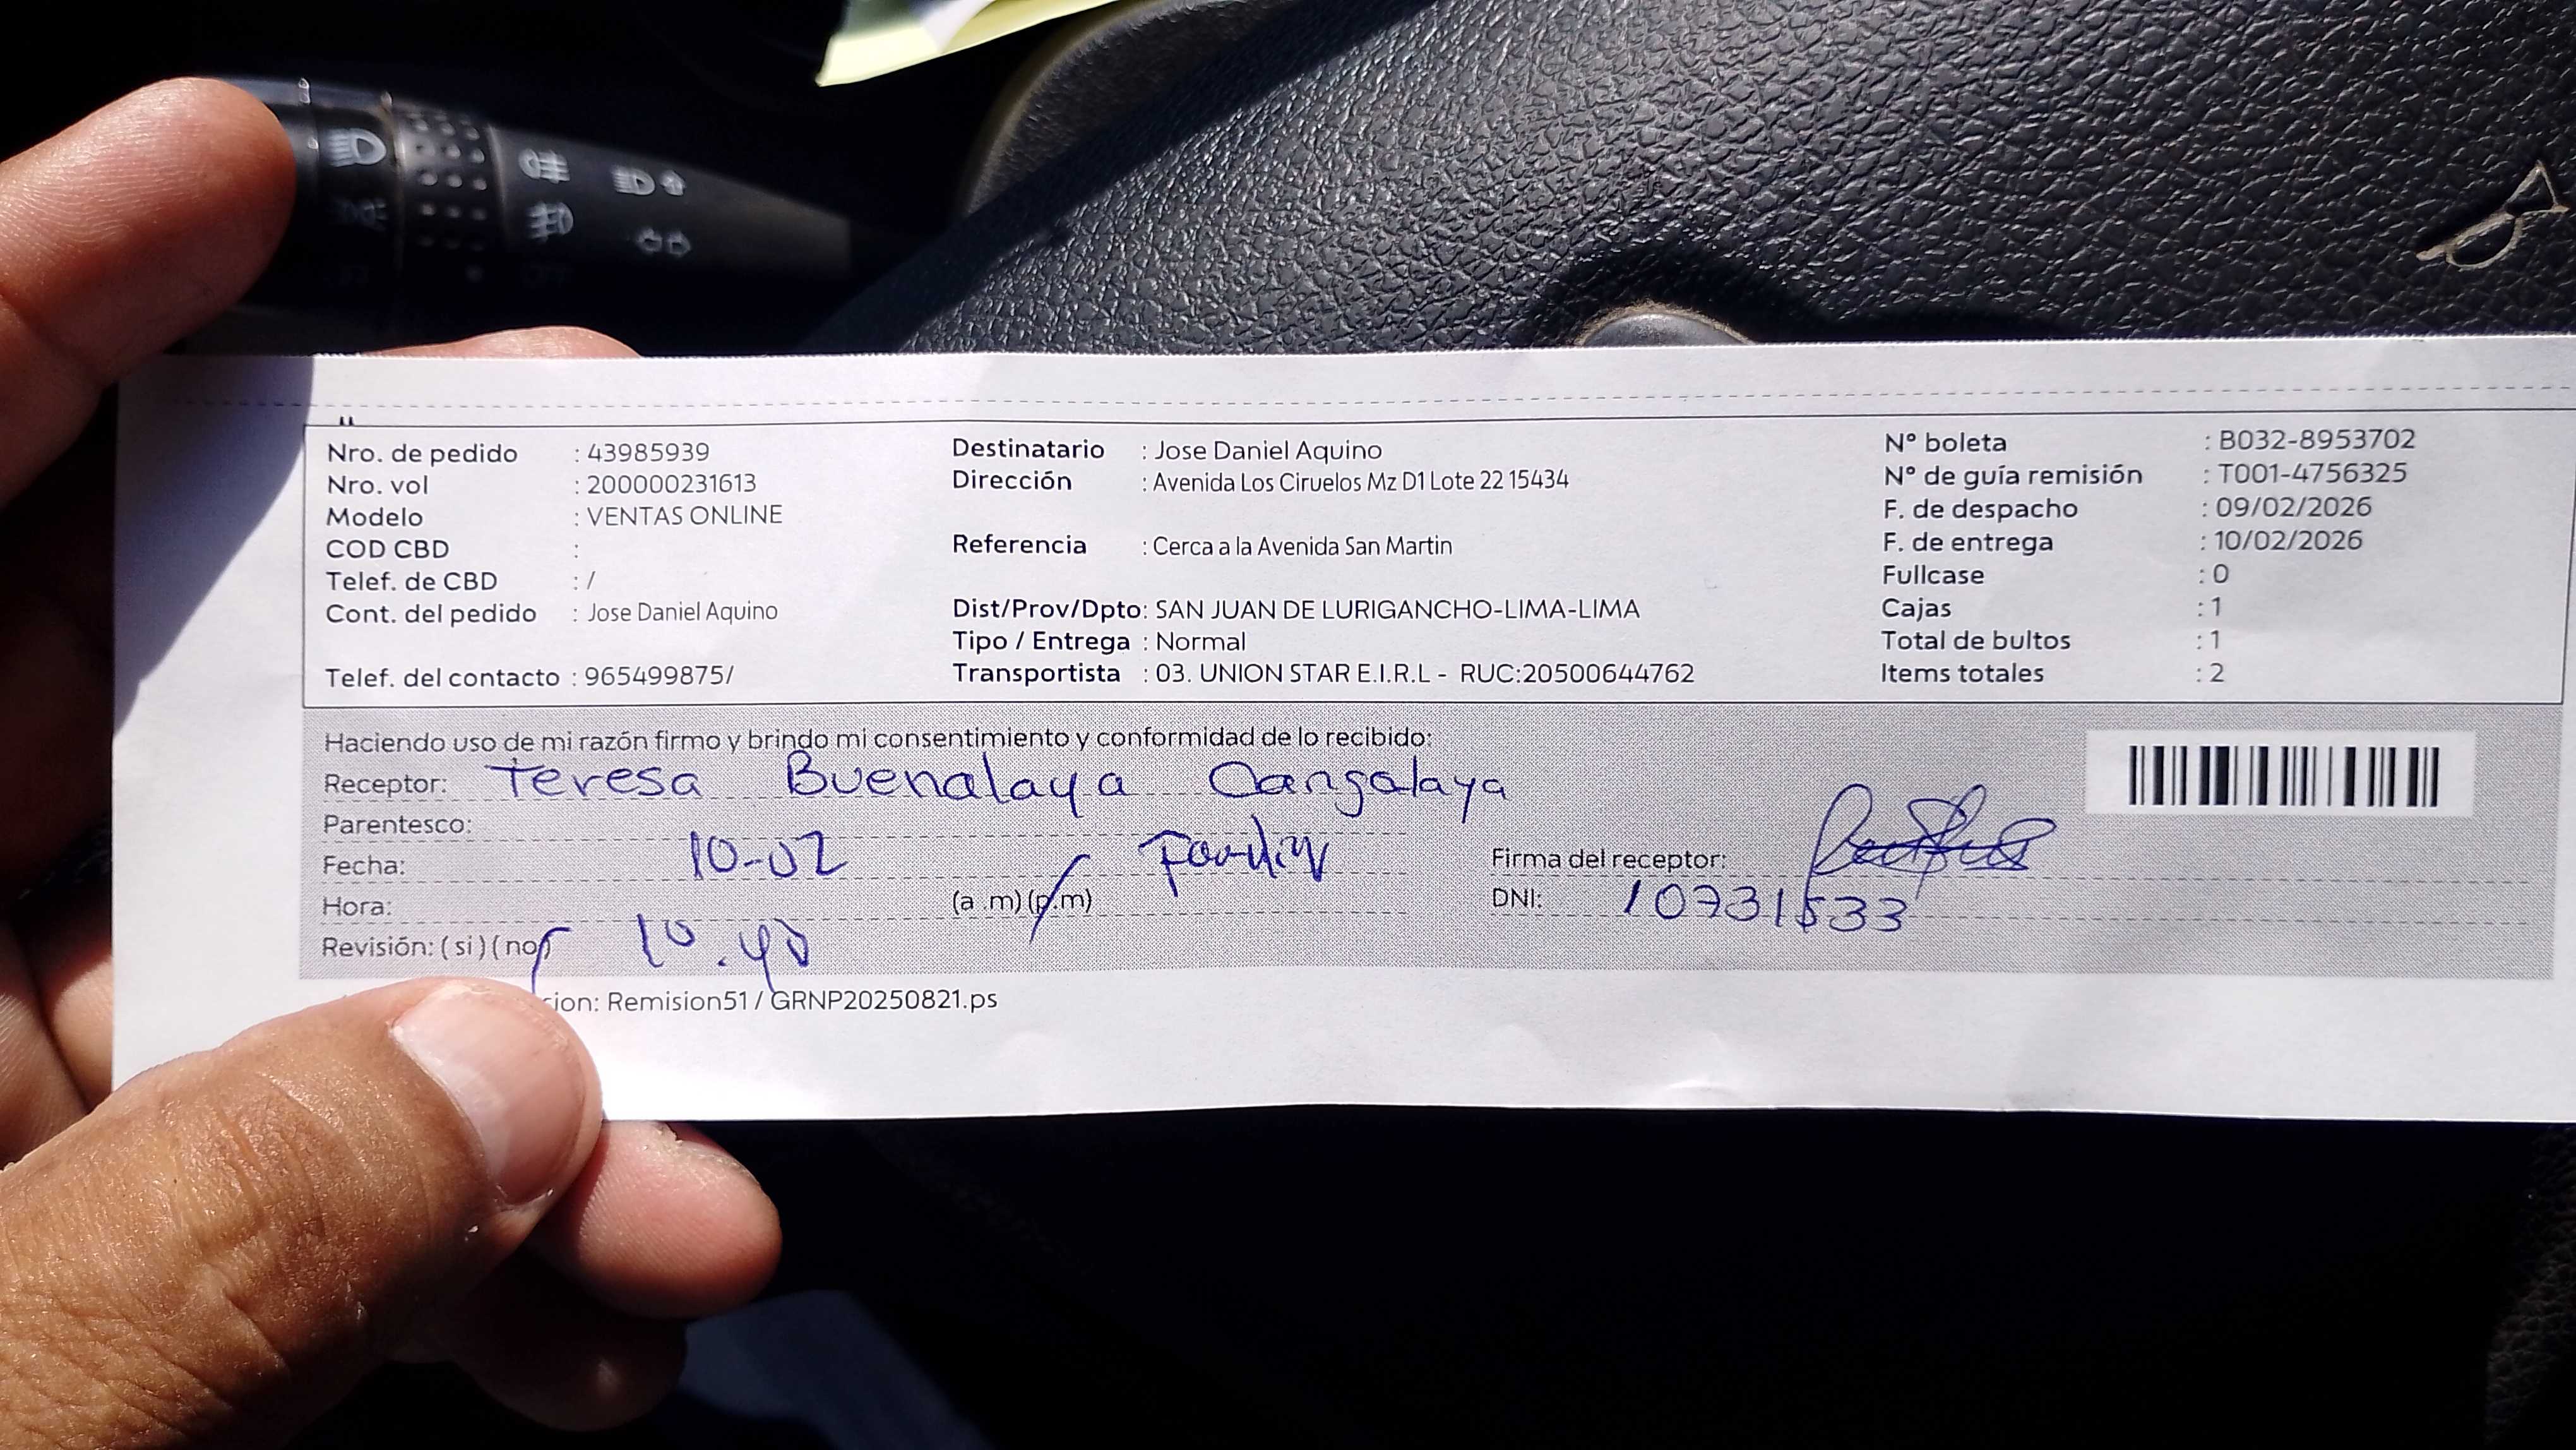 Nro. de pedido : 43985939
Nro. vol : 200000231613
Modelo : VENTAS ONLINE
COD CBD :
Telef. de CBD : /
Cont. del pedido : Jose Daniel Aquino
Telef. del contacto : 965499875/
Destinatario : Jose Daniel Aquino
Dirección : Avenida Los Ciruelos Mz D1 Lote 22 15434
Referencia : Cerca a la Avenida San Martin
Dist/Prov/Dpto: SAN JUAN DE LURIGANCHO-LIMA-LIMA
Tipo / Entrega : Normal
Transportista : 03. UNION STAR E.I.R.L - RUC:20500644762
N° boleta : B032-8953702
N° de guía remisión : T001-4756325
F. de despacho : 09/02/2026
F. de entrega : 10/02/2026
Fullcase : 0
Cajas : 1
Total de bultos : 1
Items totales : 2
Haciendo uso de mi razón firmo y brindo mi consentimiento y conformidad de lo recibido:
Receptor: Teresa Buenalaya Cangalaya
Parentesco:
Fecha: 10-02
Hora: (a .m) (p.m)
Revisión: ( si ) ( no ) 10.40
Firma del receptor:
DNI: 10731533
cion: Remision51 / GRNP20250821.ps
OFF